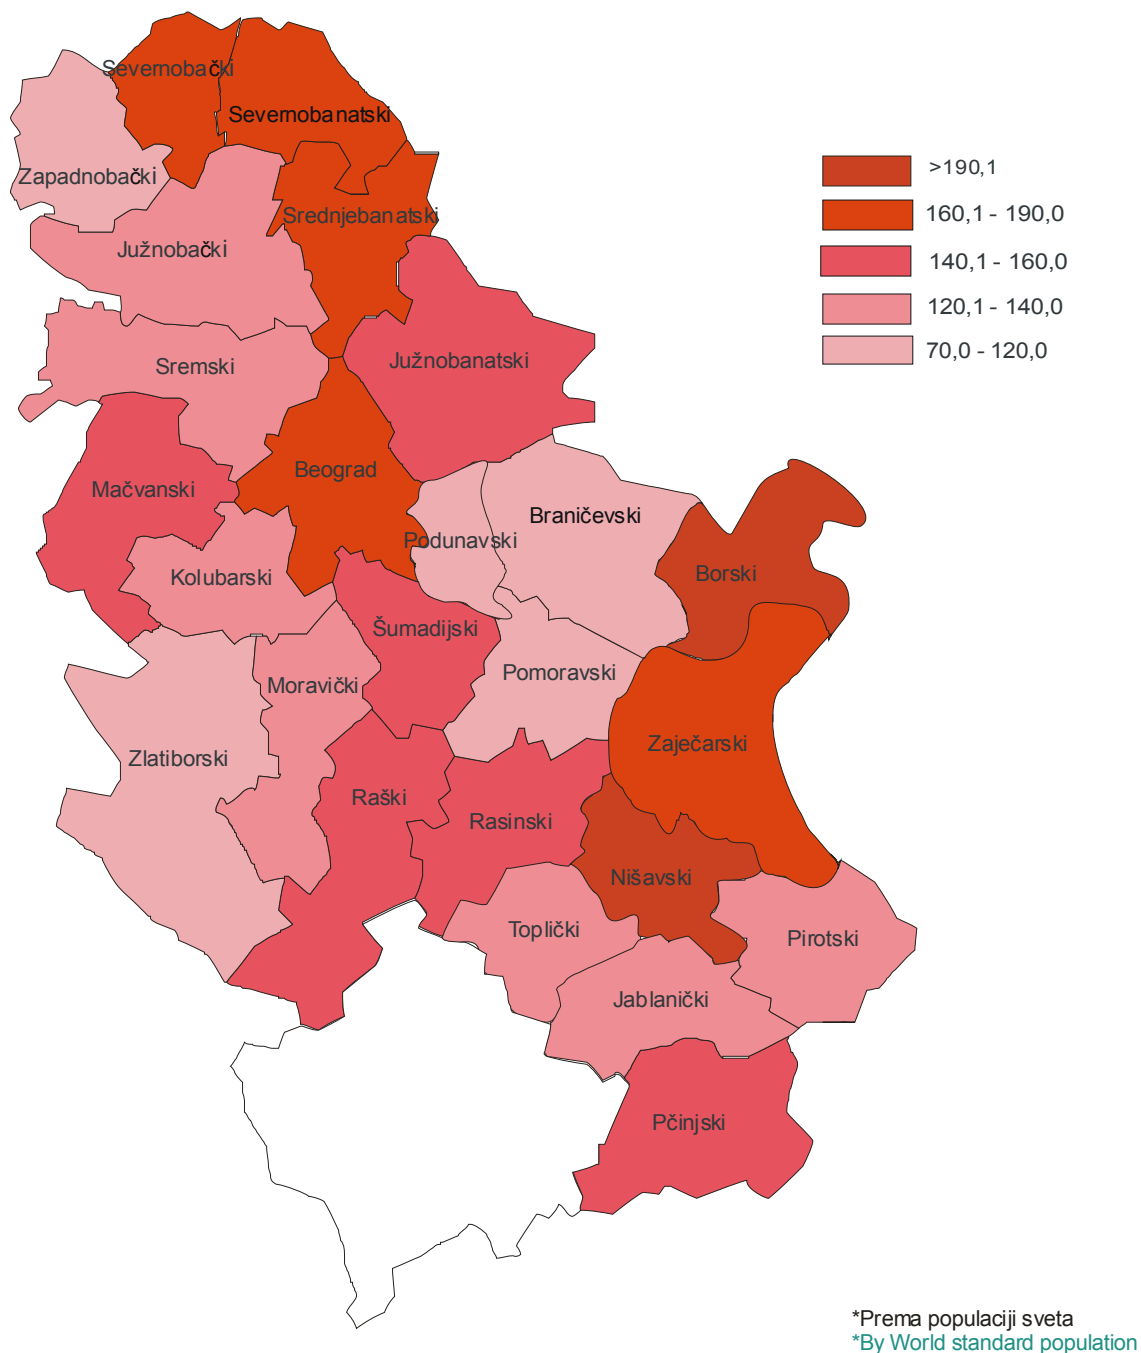 Severnobački
Severnobanatski
Zapadnobački
Srednjebanatski
Južnobački
Južnobanatski
Sremski
Beograd
Mačvanski
Braničevski
Podunavski
Borski
Kolubarski
Šumadijski
Pomoravski
Moravički
Zaječarski
Zlatiborski
Raški
Rasinski
Nišavski
Toplički
Pirotski
Jablanički
Pčinjski
>190,1
160,1 - 190,0
140,1 - 160,0
120,1 - 140,0
70,0 - 120,0
*Prema populaciji sveta
*By World standard population